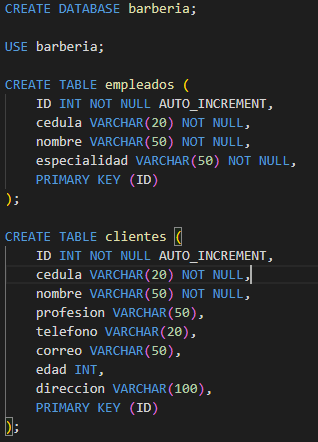 CREATE DATABASE barberia;
USE barberia;
CREATE TABLE empleados (
    ID INT NOT NULL AUTO_INCREMENT,
    cedula VARCHAR(20) NOT NULL,
    nombre VARCHAR(50) NOT NULL,
    especialidad VARCHAR(50) NOT NULL,
    PRIMARY KEY (ID)
);
CREATE TABLE clientes (
    ID INT NOT NULL AUTO_INCREMENT,
    cedula VARCHAR(20) NOT NULL,
    nombre VARCHAR(50) NOT NULL,
    profesion VARCHAR(50),
    telefono VARCHAR(20),
    correo VARCHAR(50),
    edad INT,
    direccion VARCHAR(100),
    PRIMARY KEY (ID)
);